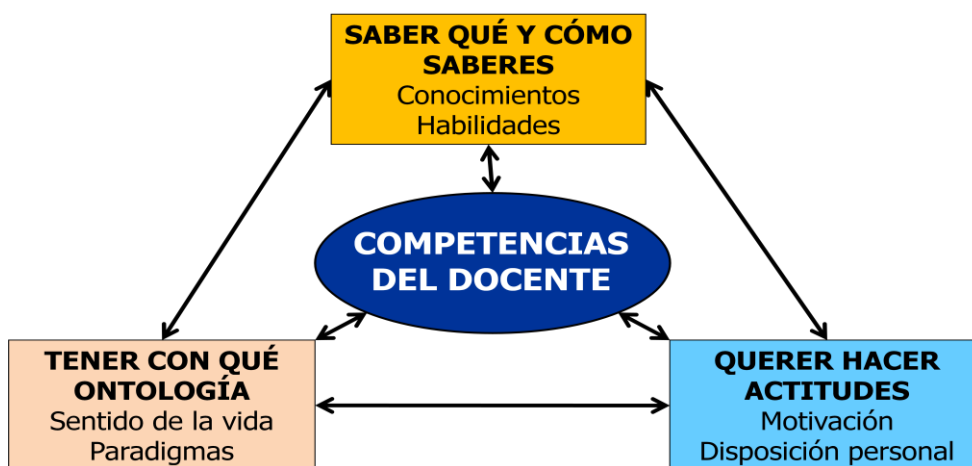 SABER QUÉ Y CÓMO
SABERES
Conocimientos
Habilidades
COMPETENCIAS
DEL DOCENTE
TENER CON QUÉ
ONTOLOGÍA
Sentido de la vida
Paradigmas
QUERER HACER
ACTITUDES
Motivación
Disposición personal